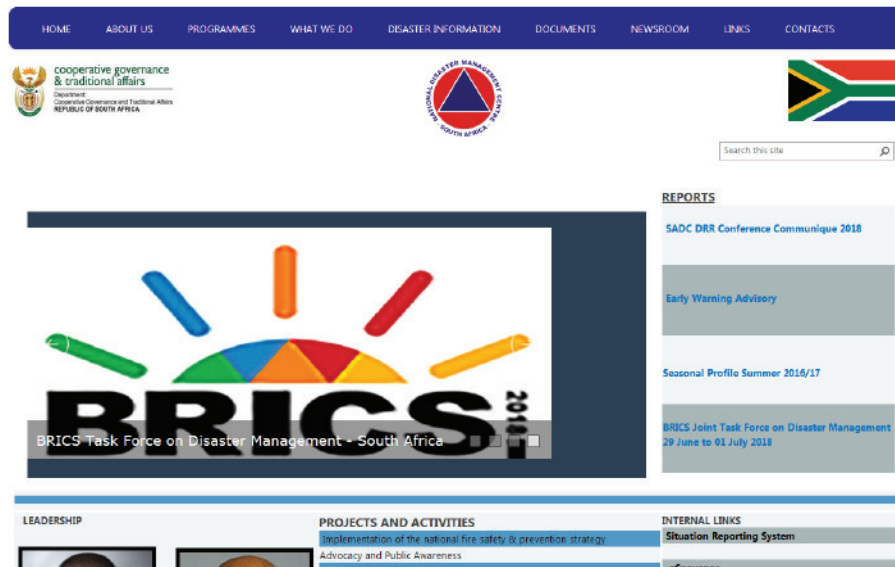 HOME ABOUT US PROGRAMMES WHAT WE DO DISASTER INFORMATION DOCUMENTS NEWSROOM LINKS CONTACTS
cooperative governance
& traditional affairs
Department:
Cooperative Governance and Traditional Affairs
REPUBLIC OF SOUTH AFRICA
NATIONAL DISASTER MANAGEMENT CENTRE
SOUTH AFRICA
Search this site
REPORTS
SADC DRR Conference Communique 2018
Early Warning Advisory
Seasonal Profile Summer 2016/17
BRICS Joint Task Force on Disaster Management
29 June to 01 July 2018
BRICS
2018
BRICS Task Force on Disaster Management - South Africa
LEADERSHIP
PROJECTS AND ACTIVITIES
Implementation of the national fire safety & prevention strategy
Advocacy and Public Awareness
INTERNAL LINKS
Situation Reporting System